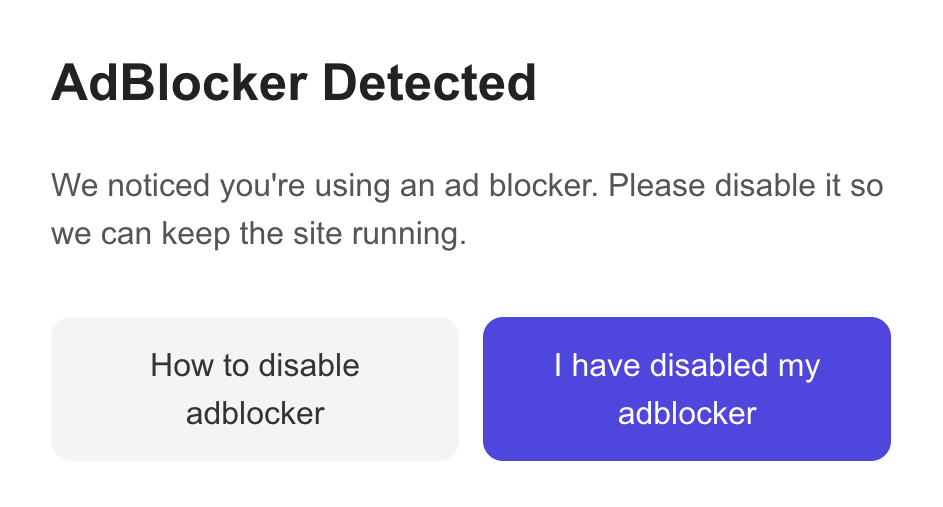 AdBlocker Detected
We noticed you're using an ad blocker. Please disable it so
we can keep the site running.
How to disable
adblocker
I have disabled my
adblocker